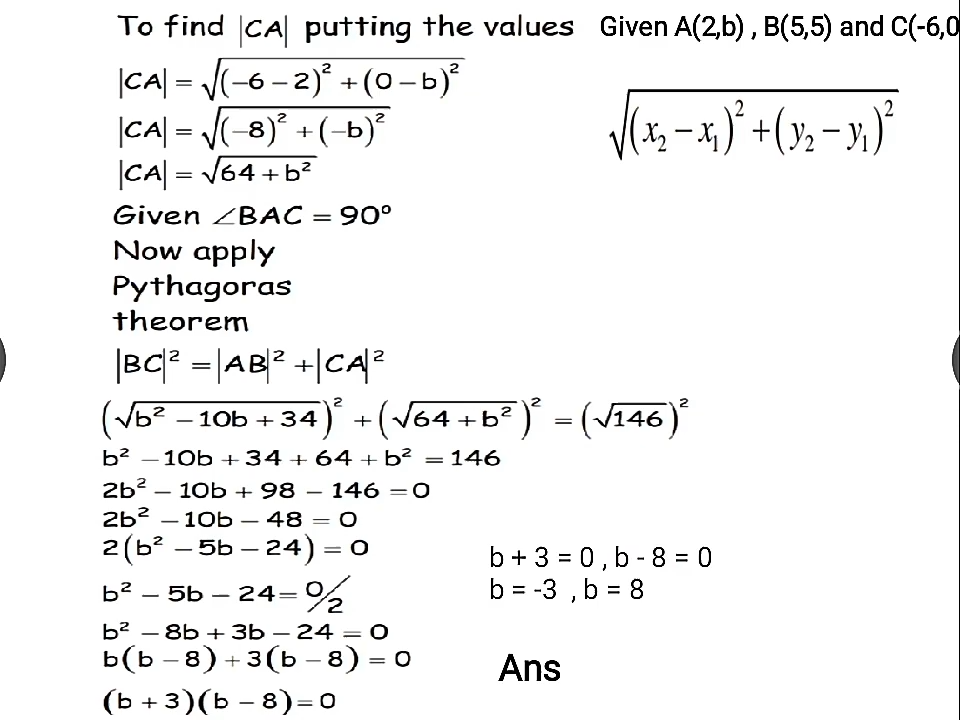 To find |CA| putting the values Given A(2,b) , B(5,5) and C(-6,0
|CA| = √(−6 − 2)² + (0 − b)²
|CA| = √(−8)² + (−b)²
√(x₂ − x₁)² + (y₂ − y₁)²
|CA| = √64 + b²
Given ∠BAC = 90°
Now apply
Pythagoras
theorem
|BC|² = |AB|² + |CA|²
(√b² − 10b + 34)² + (√64 + b²)² = (√146)²
b² − 10b + 34 + 64 + b² = 146
2b² − 10b + 98 − 146 = 0
2b² − 10b − 48 = 0
2(b² − 5b − 24) = 0
b² − 5b − 24 = 0/2
b² − 8b + 3b − 24 = 0
b(b − 8) + 3(b − 8) = 0
(b + 3)(b − 8) = 0
b + 3 = 0 , b - 8 = 0
b = -3 , b = 8
Ans